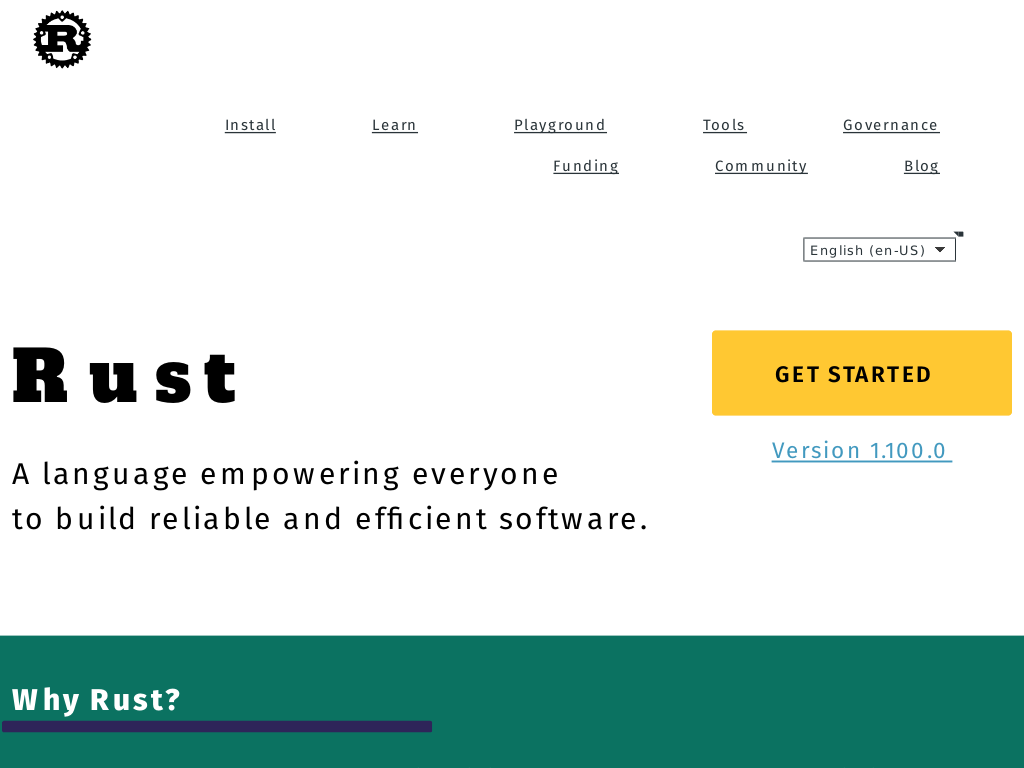 R
Install Learn Playground Tools Governance
Funding Community Blog
English (en-US)
Rust
GET STARTED
Version 1.100.0
A language empowering everyone
to build reliable and efficient software.
Why Rust?